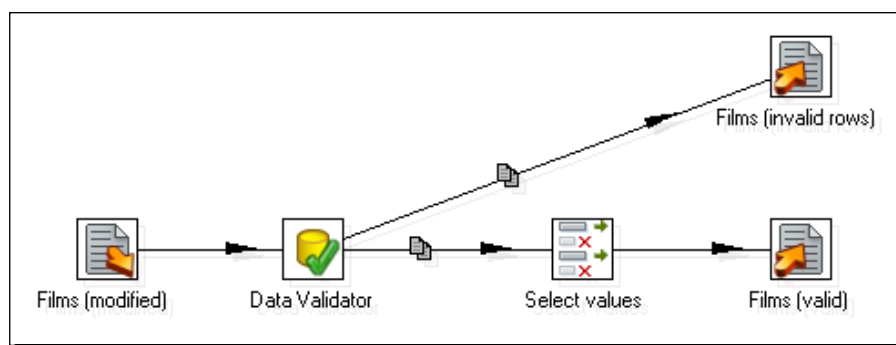 Films (invalid rows)
Films (modified)
Data Validator
Select values
Films (valid)